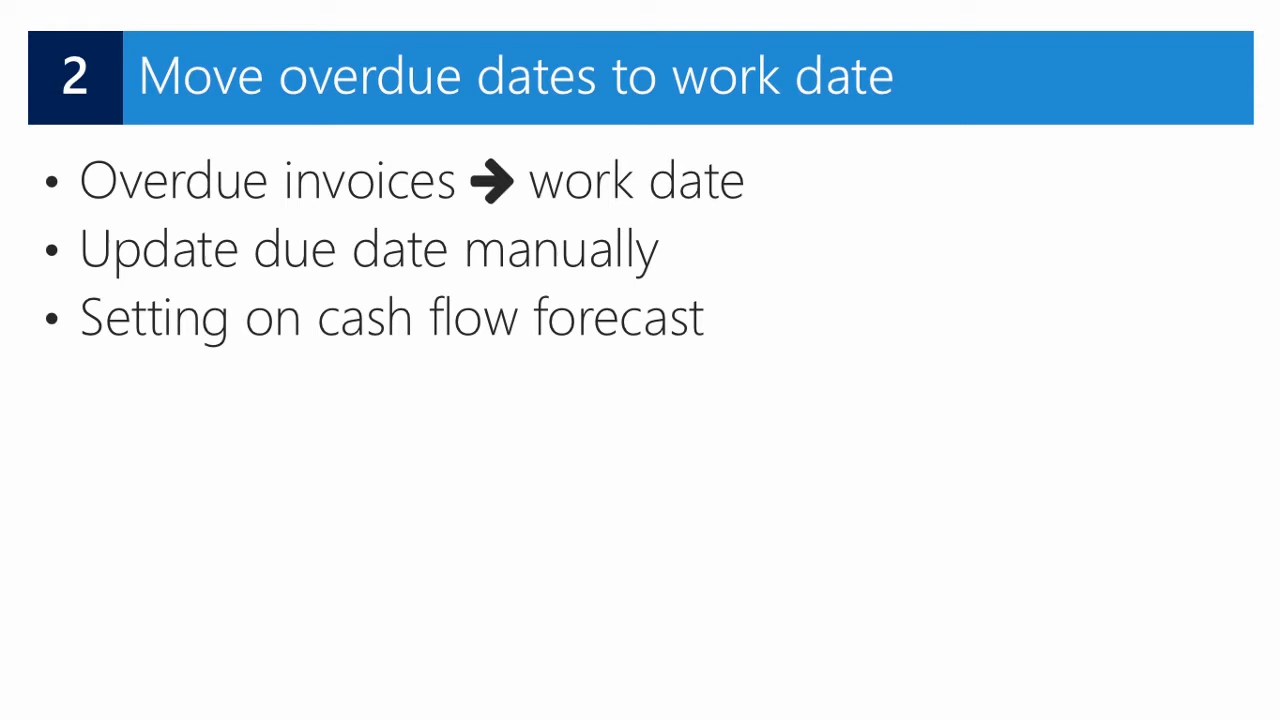 2 Move overdue dates to work date
• Overdue invoices ➔ work date
• Update due date manually
• Setting on cash flow forecast